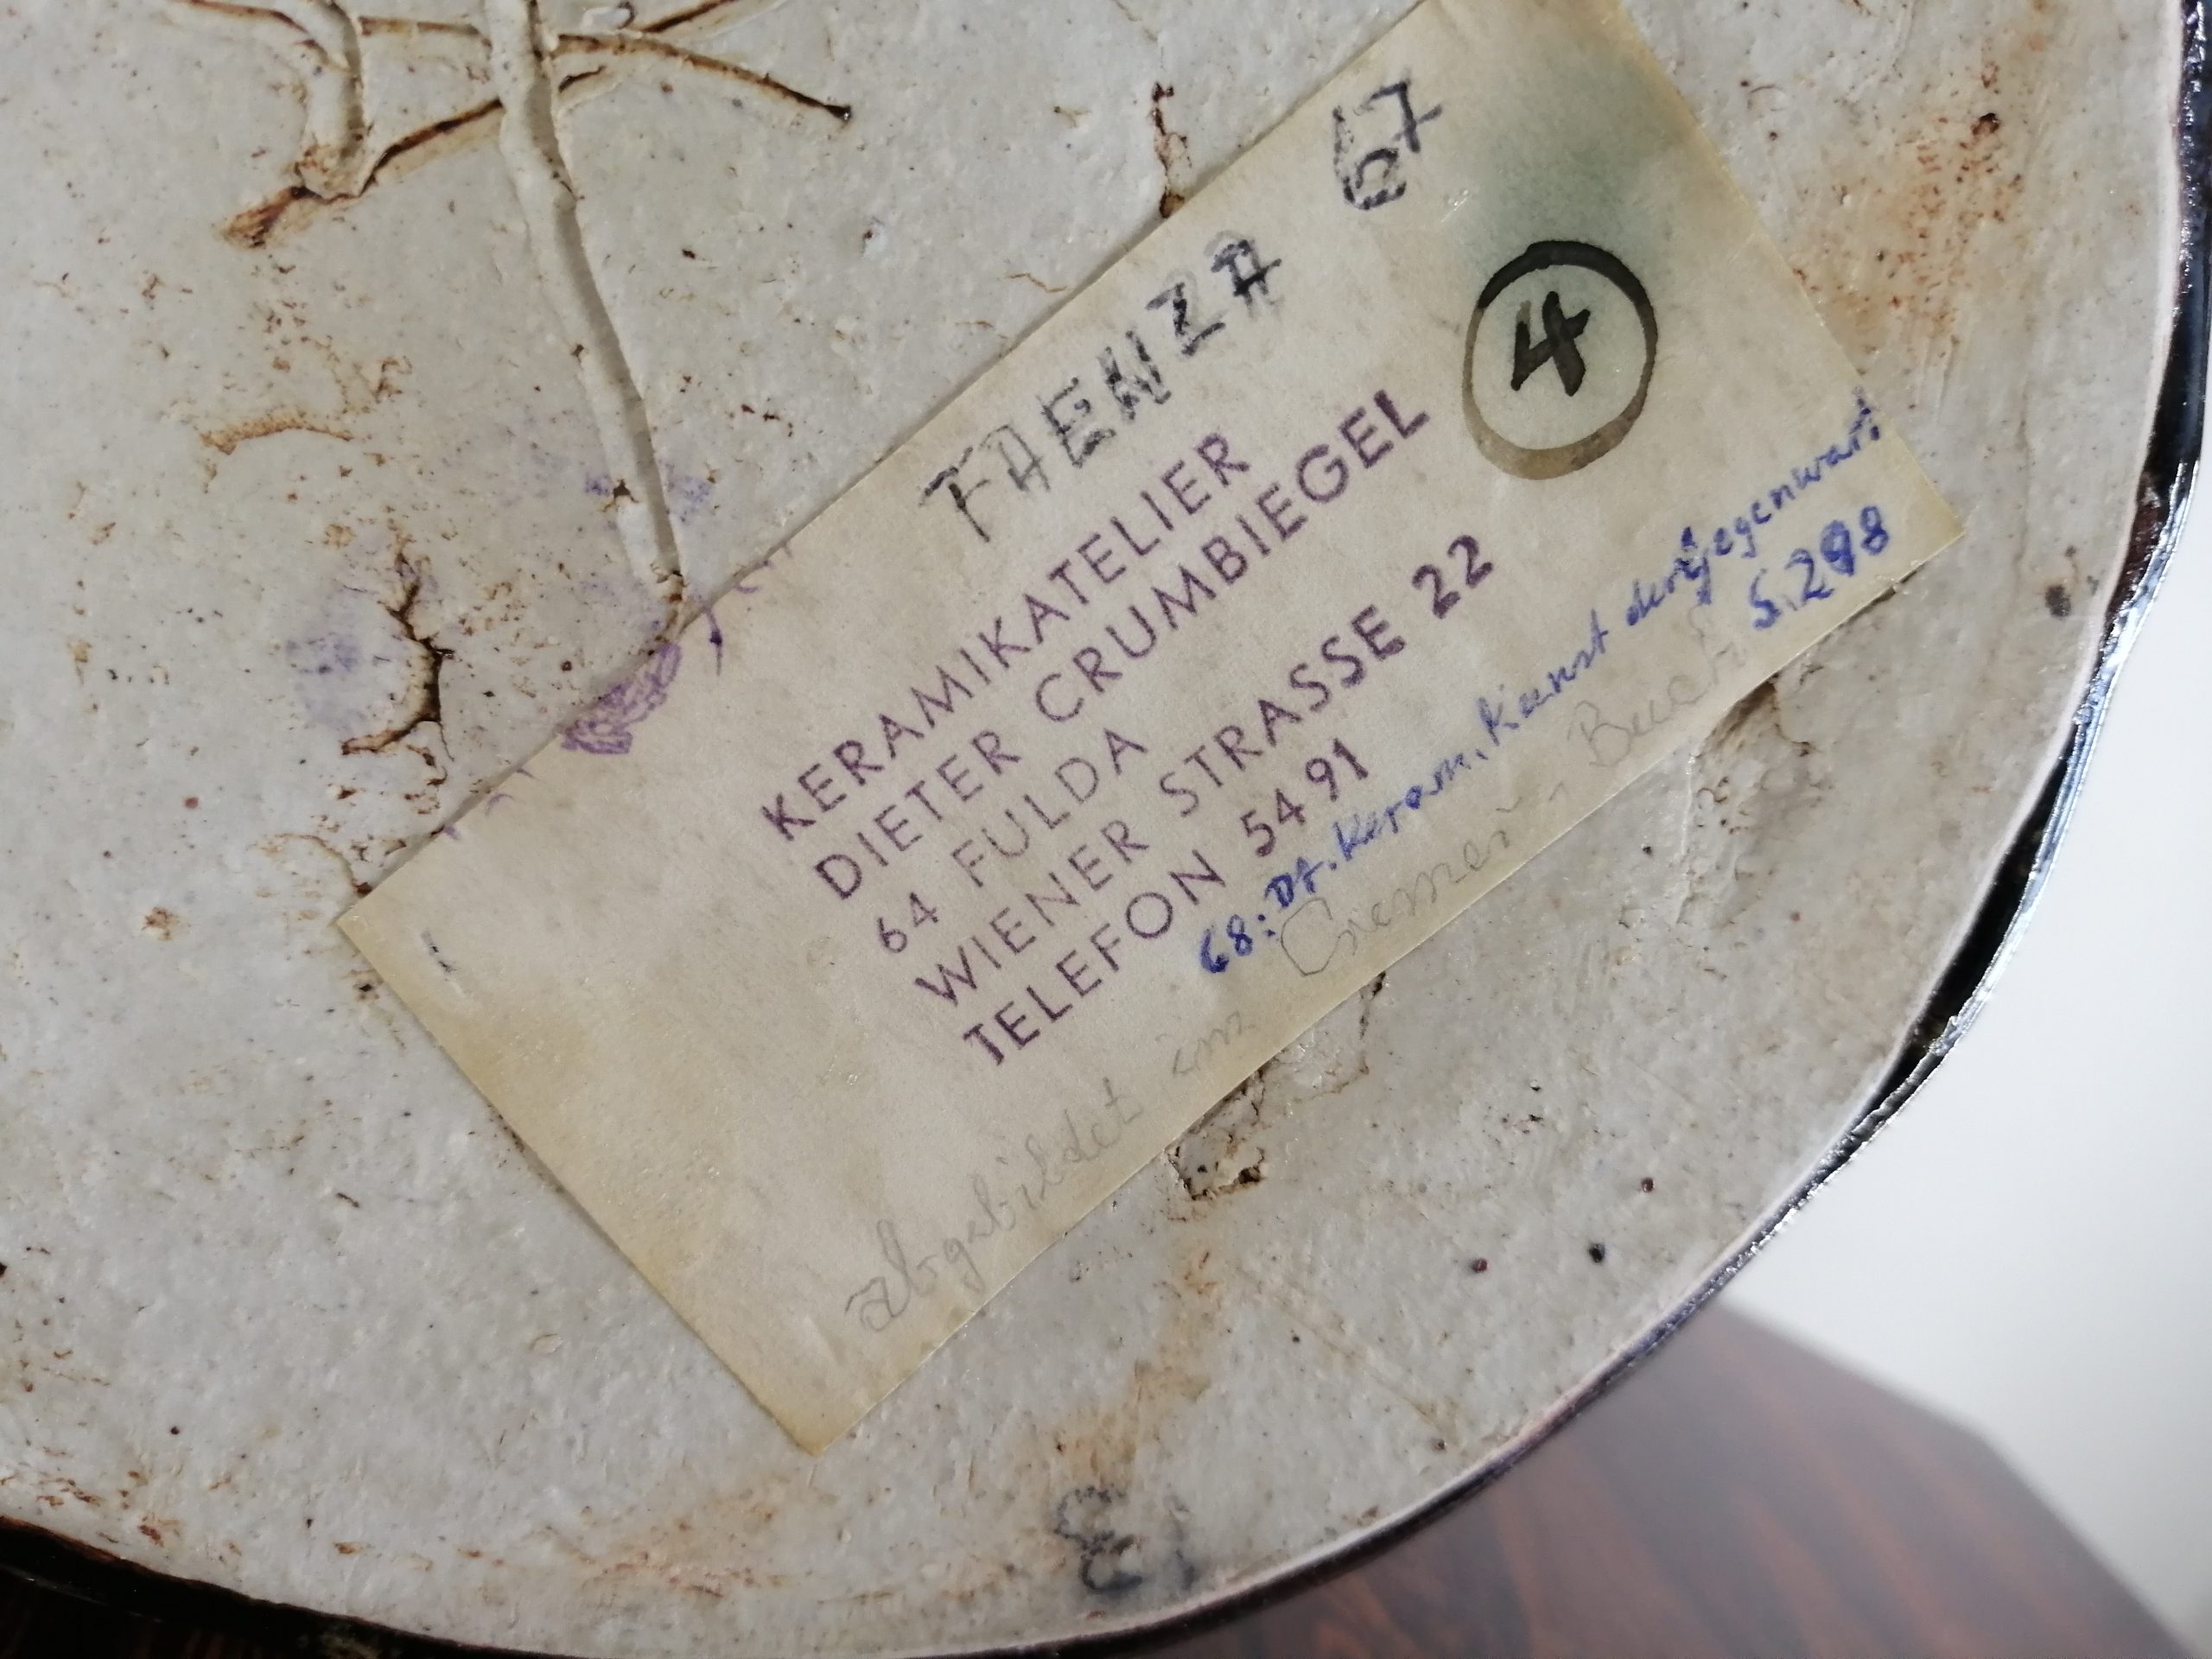 FAENZA 67
4
KERAMIKATELIER
DIETER CRUMBIEGEL
64 FULDA
WIENER STRASSE 22
TELEFON 5491
68: Dt. Keram. Kunst der Gegenwart
S. 298
abgebildet im Buch